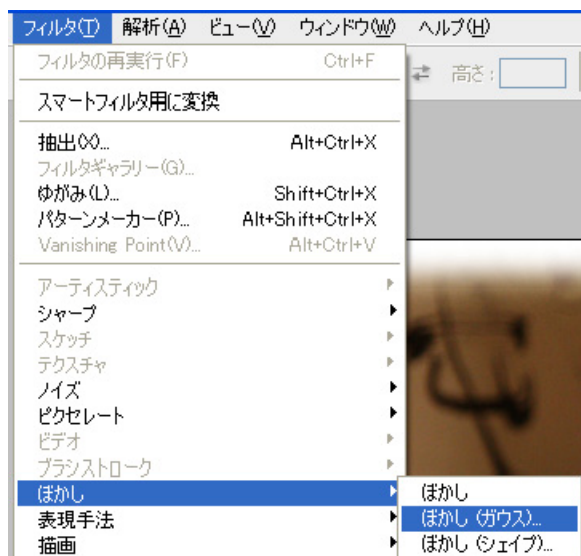 フィルタ(T) 解析(A) ビュー(V) ウィンドウ(W) ヘルプ(H)
フィルタの再実行(F) Ctrl+F
高さ:
スマートフィルタ用に変換
抽出(X)... Alt+Ctrl+X
フィルタギャラリー(G)...
ゆがみ(L)... Shift+Ctrl+X
パターンメーカー(P)... Alt+Shift+Ctrl+X
Vanishing Point(V)... Alt+Ctrl+V
アーティスティック
シャープ
スケッチ
テクスチャ
ノイズ
ピクセレート
ビデオ
ブラシストローク
ぼかし
ぼかし
表現手法
ぼかし (ガウス)...
描画
ぼかし (シェイプ)...